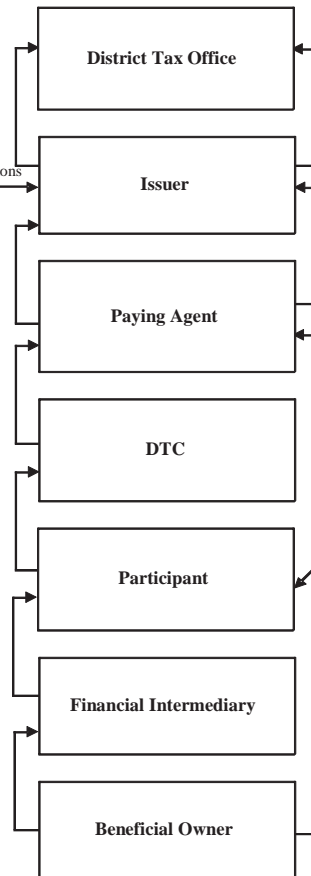 District Tax Office
ons
Issuer
Paying Agent
DTC
Participant
Financial Intermediary
Beneficial Owner